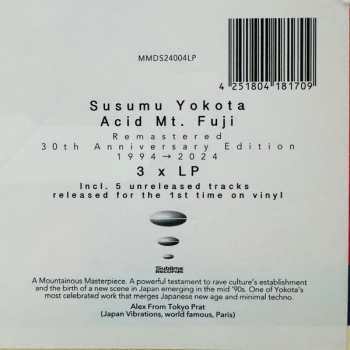 MMDS24004LP
4 251804 181709
Susumu Yokota
Acid Mt. Fuji
Remastered
30th Anniversary Edition
1994→2024
3 x LP
Incl. 5 unreleased tracks
released for the 1st time on vinyl
Sublime
Records
A Mountainous Masterpiece. A powerful testament to rave culture's establishment
and the birth of a new scene in Japan emerging in the mid '90s. One of Yokota's
most celebrated work that merges Japanese new age and minimal techno.
Alex From Tokyo Prat
(Japan Vibrations, world famous, Paris)